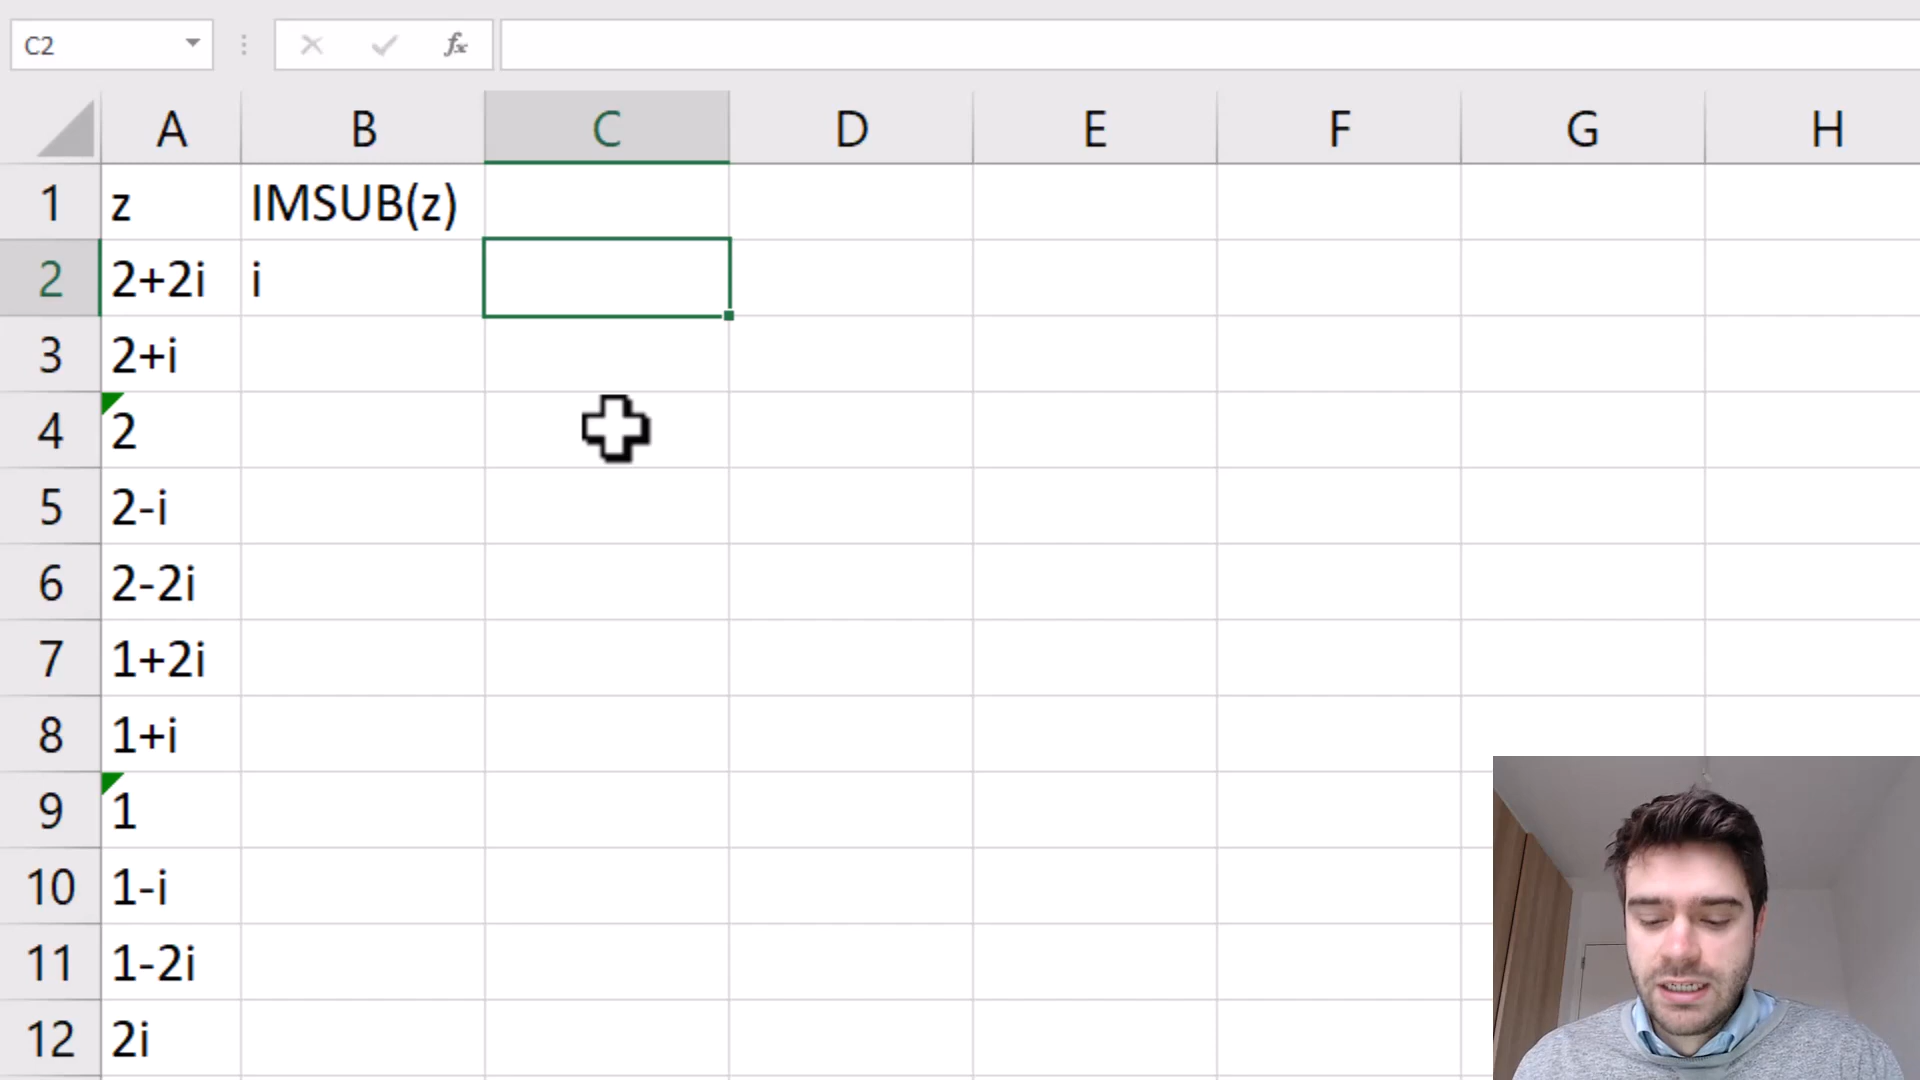 C2 fx
A B C D E F G H
1 z IMSUB(z)
2 2+2i i
3 2+i
4 2
5 2-i
6 2-2i
7 1+2i
8 1+i
9 1
10 1-i
11 1-2i
12 2i